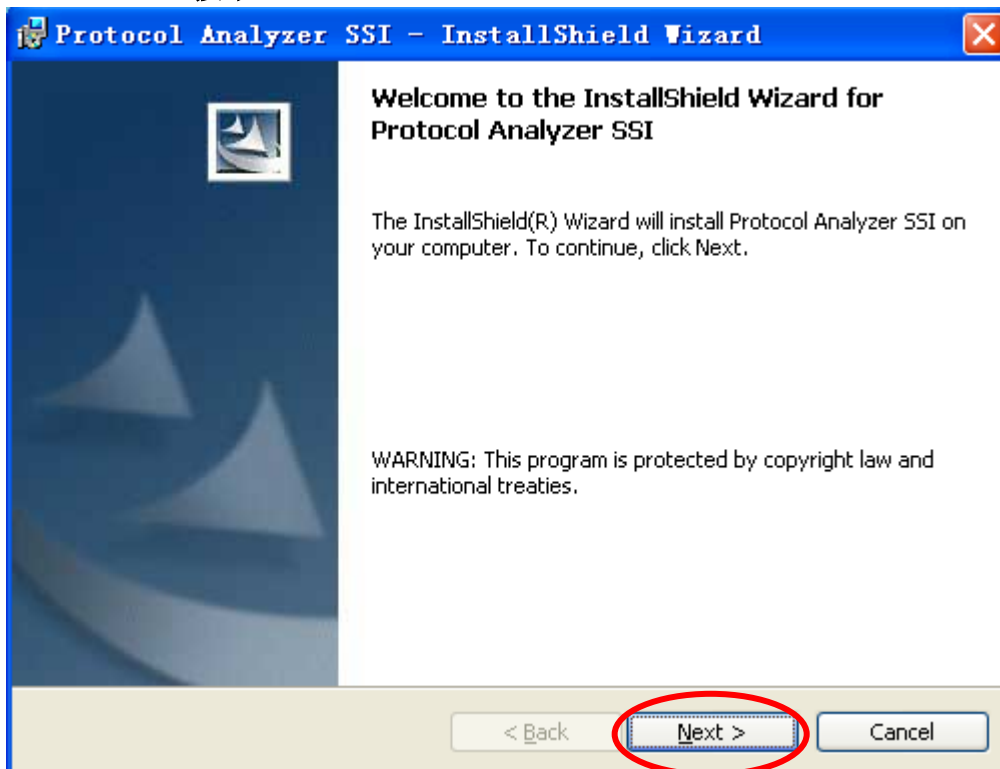 Protocol Analyzer SSI - InstallShield Wizard
Welcome to the InstallShield Wizard for
Protocol Analyzer SSI
The InstallShield(R) Wizard will install Protocol Analyzer SSI on
your computer. To continue, click Next.
WARNING: This program is protected by copyright law and
international treaties.
< Back
Next >
Cancel